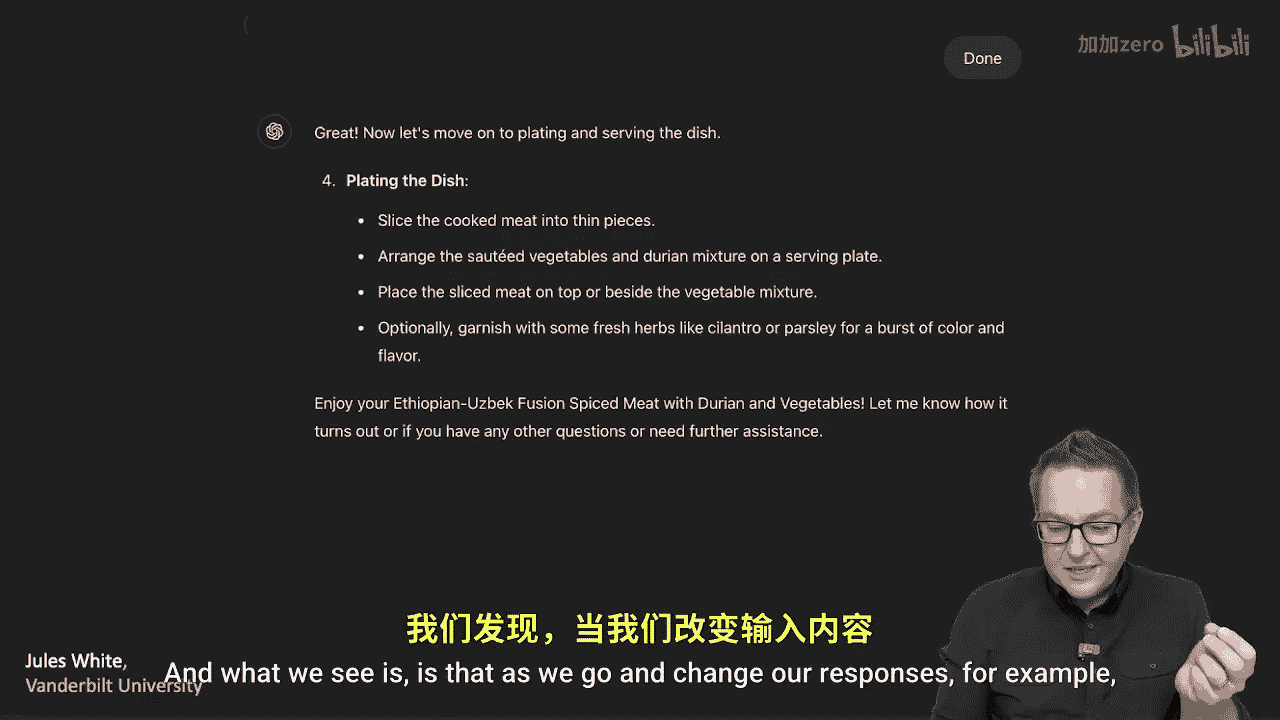 加加zero bilibili
Done
Great! Now let's move on to plating and serving the dish.
4. Plating the Dish:
• Slice the cooked meat into thin pieces.
• Arrange the sautéed vegetables and durian mixture on a serving plate.
• Place the sliced meat on top or beside the vegetable mixture.
• Optionally, garnish with some fresh herbs like cilantro or parsley for a burst of color and
flavor.
Enjoy your Ethiopian-Uzbek Fusion Spiced Meat with Durian and Vegetables! Let me know how it
turns out or if you have any other questions or need further assistance.
我们发现，当我们改变输入内容
And what we see is, is that as we go and change our responses, for example,
Jules White,
Vanderbilt University